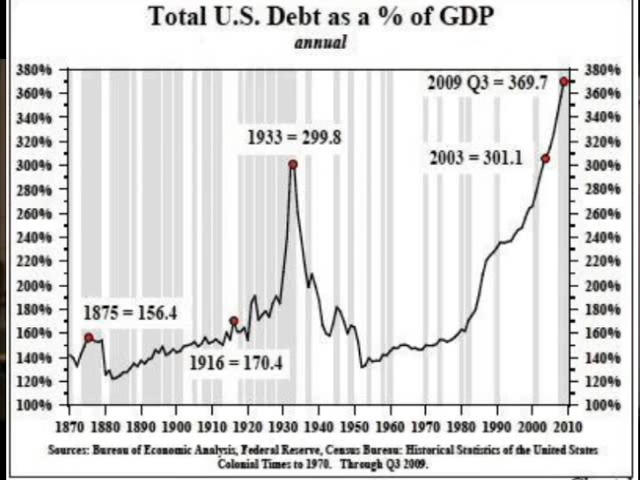 Total U.S. Debt as a % of GDP
annual
380% 380%
360% 2009 Q3 = 369.7 360%
340% 340%
320% 1933 = 299.8 320%
300% 2003 = 301.1 300%
280% 280%
260% 260%
240% 240%
220% 220%
200% 200%
180% 1875 = 156.4 180%
160% 160%
140% 1916 = 170.4 140%
120% 120%
100% 100%
1870 1880 1890 1900 1910 1920 1930 1940 1950 1960 1970 1980 1990 2000 2010
Sources: Bureau of Economic Analysis, Federal Reserve, Census Bureau: Historical Statistics of the United States
Colonial Times to 1970. Through Q3 2009.